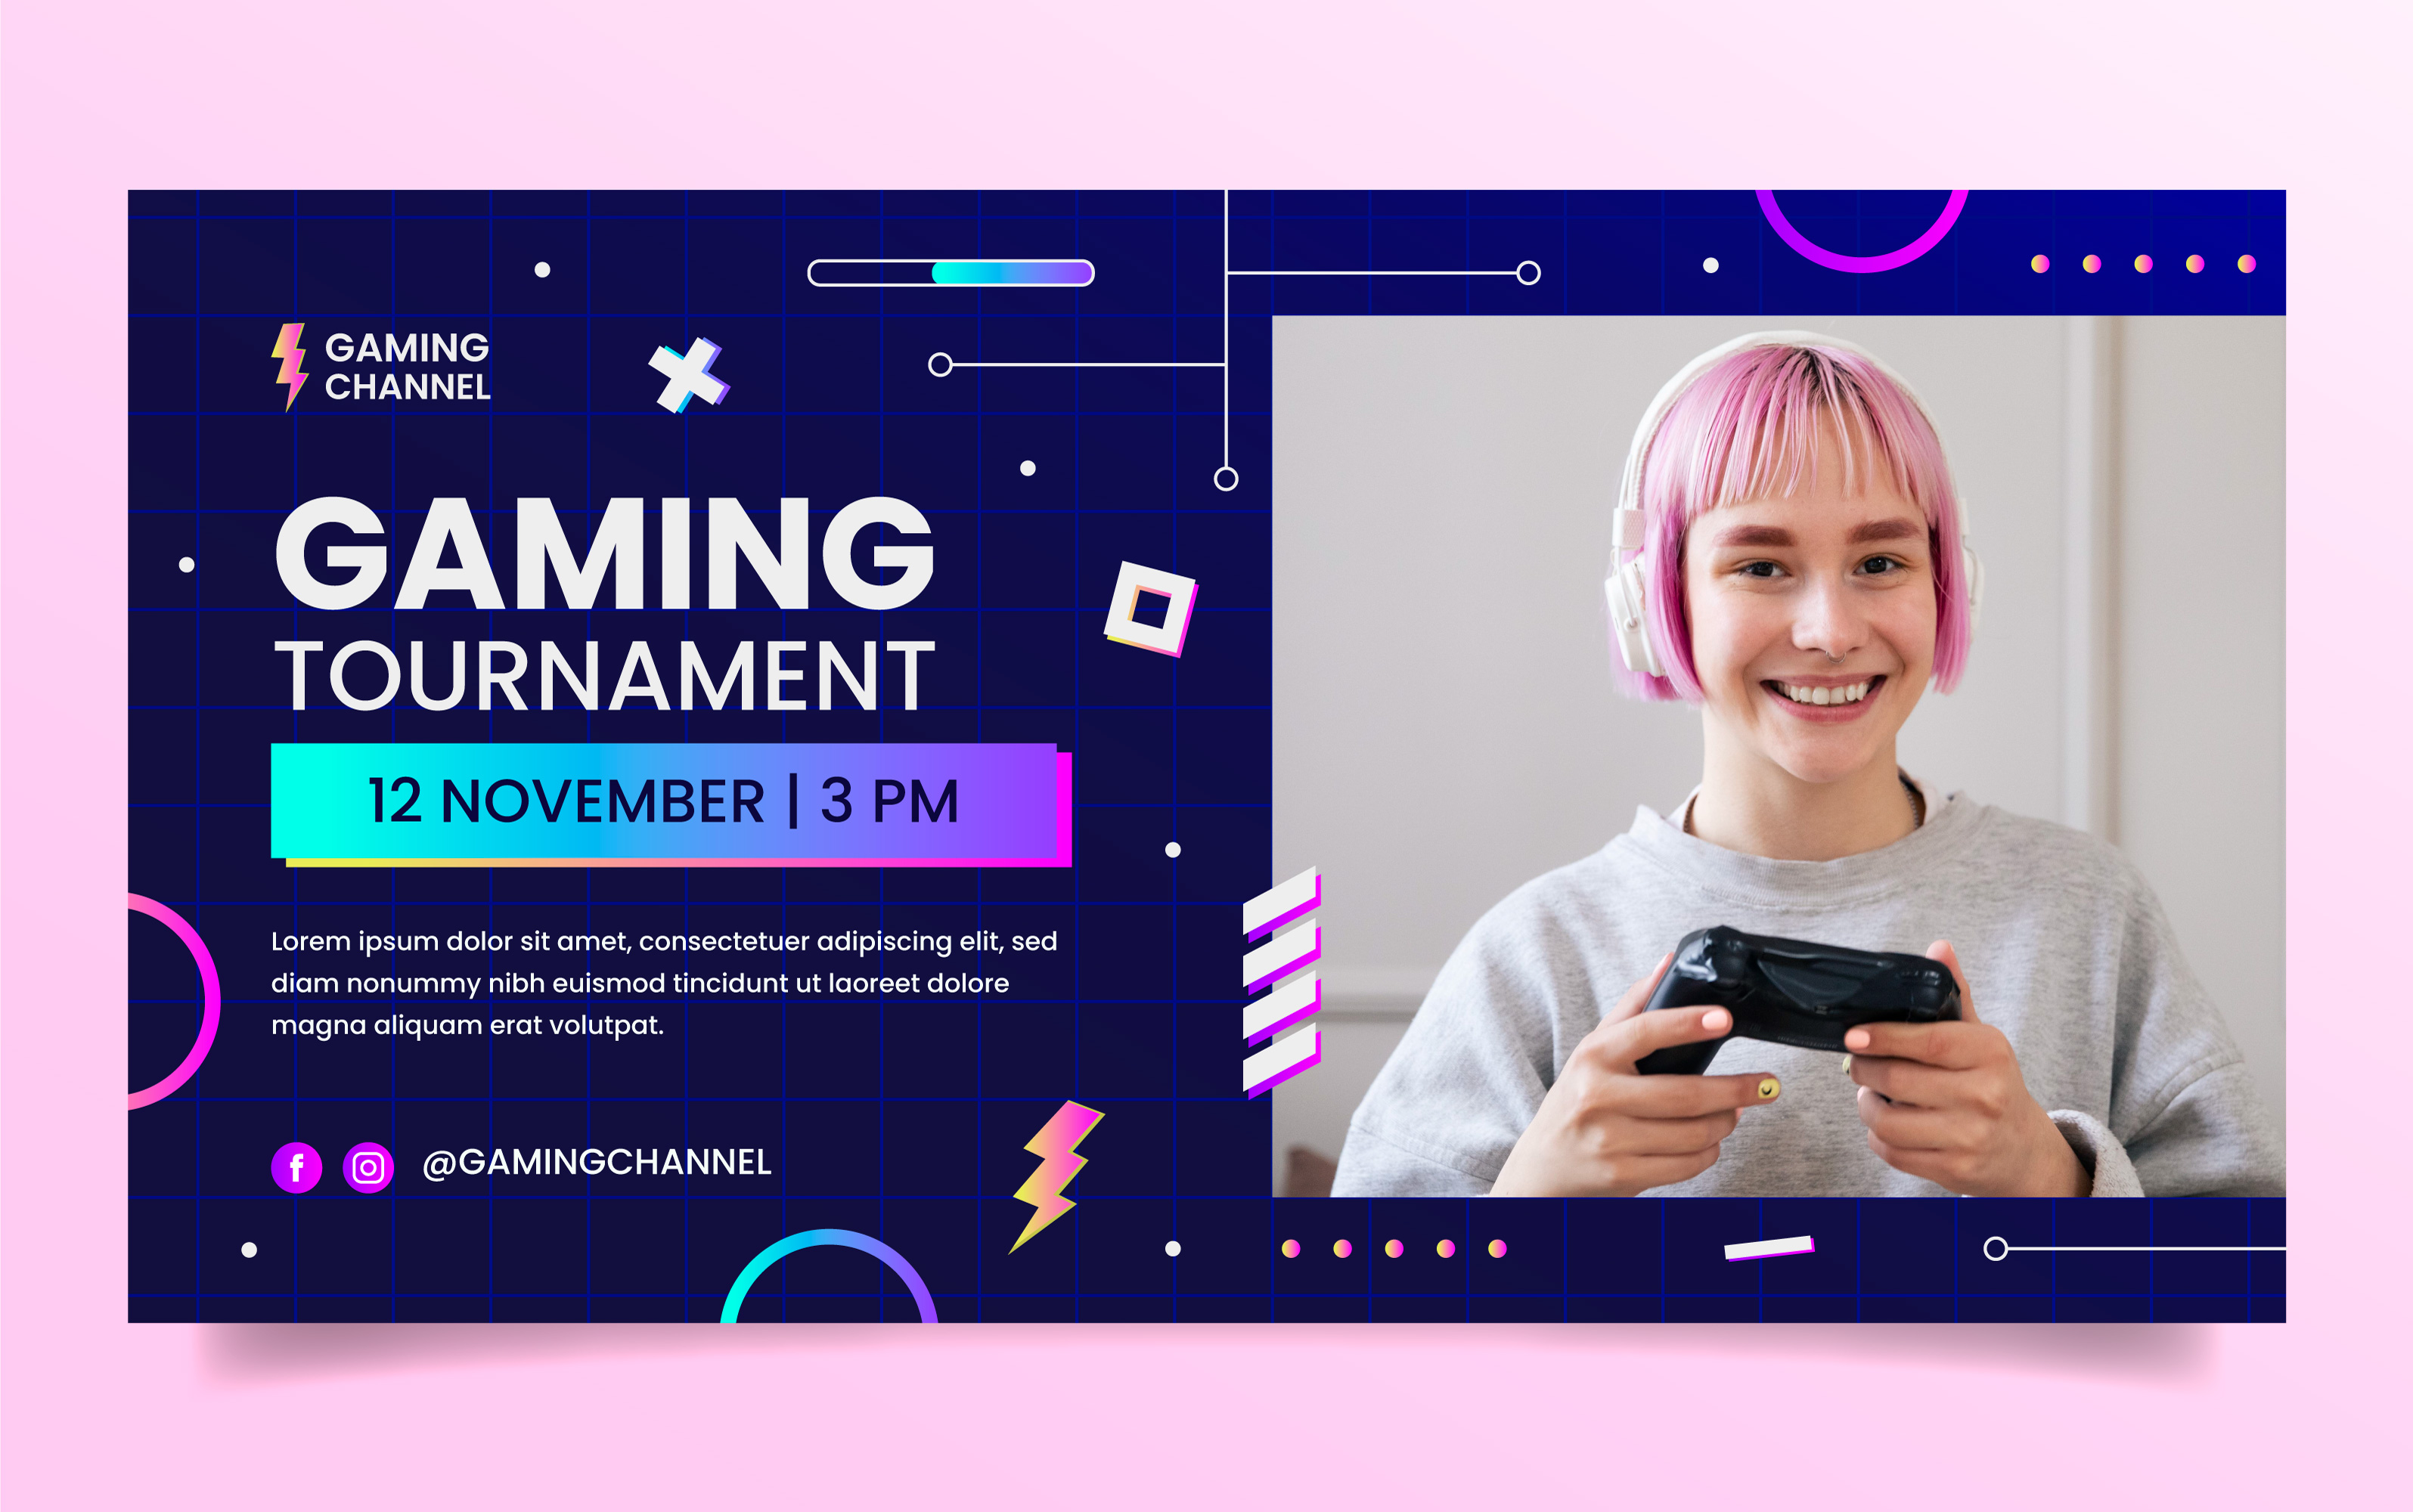 GAMING
CHANNEL
GAMING
TOURNAMENT
12 NOVEMBER | 3 PM
Lorem ipsum dolor sit amet, consectetuer adipiscing elit, sed
diam nonummy nibh euismod tincidunt ut laoreet dolore
magna aliquam erat volutpat.
@GAMINGCHANNEL